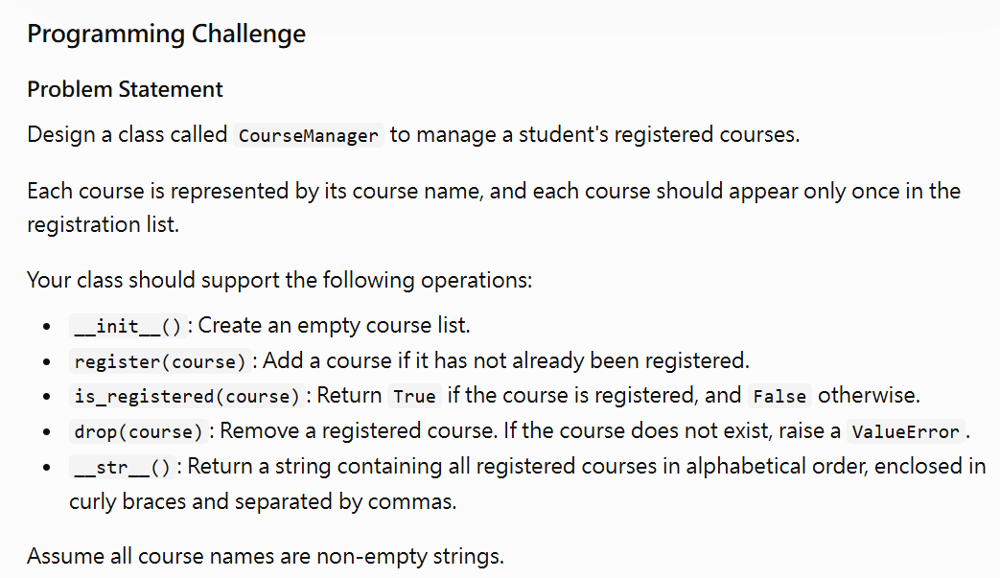 Programming Challenge
Problem Statement
Design a class called CourseManager to manage a student's registered courses.
Each course is represented by its course name, and each course should appear only once in the
registration list.
Your class should support the following operations:
• __init__() : Create an empty course list.
• register(course) : Add a course if it has not already been registered.
• is_registered(course) : Return True if the course is registered, and False otherwise.
• drop(course) : Remove a registered course. If the course does not exist, raise a ValueError .
• __str__() : Return a string containing all registered courses in alphabetical order, enclosed in
curly braces and separated by commas.
Assume all course names are non-empty strings.